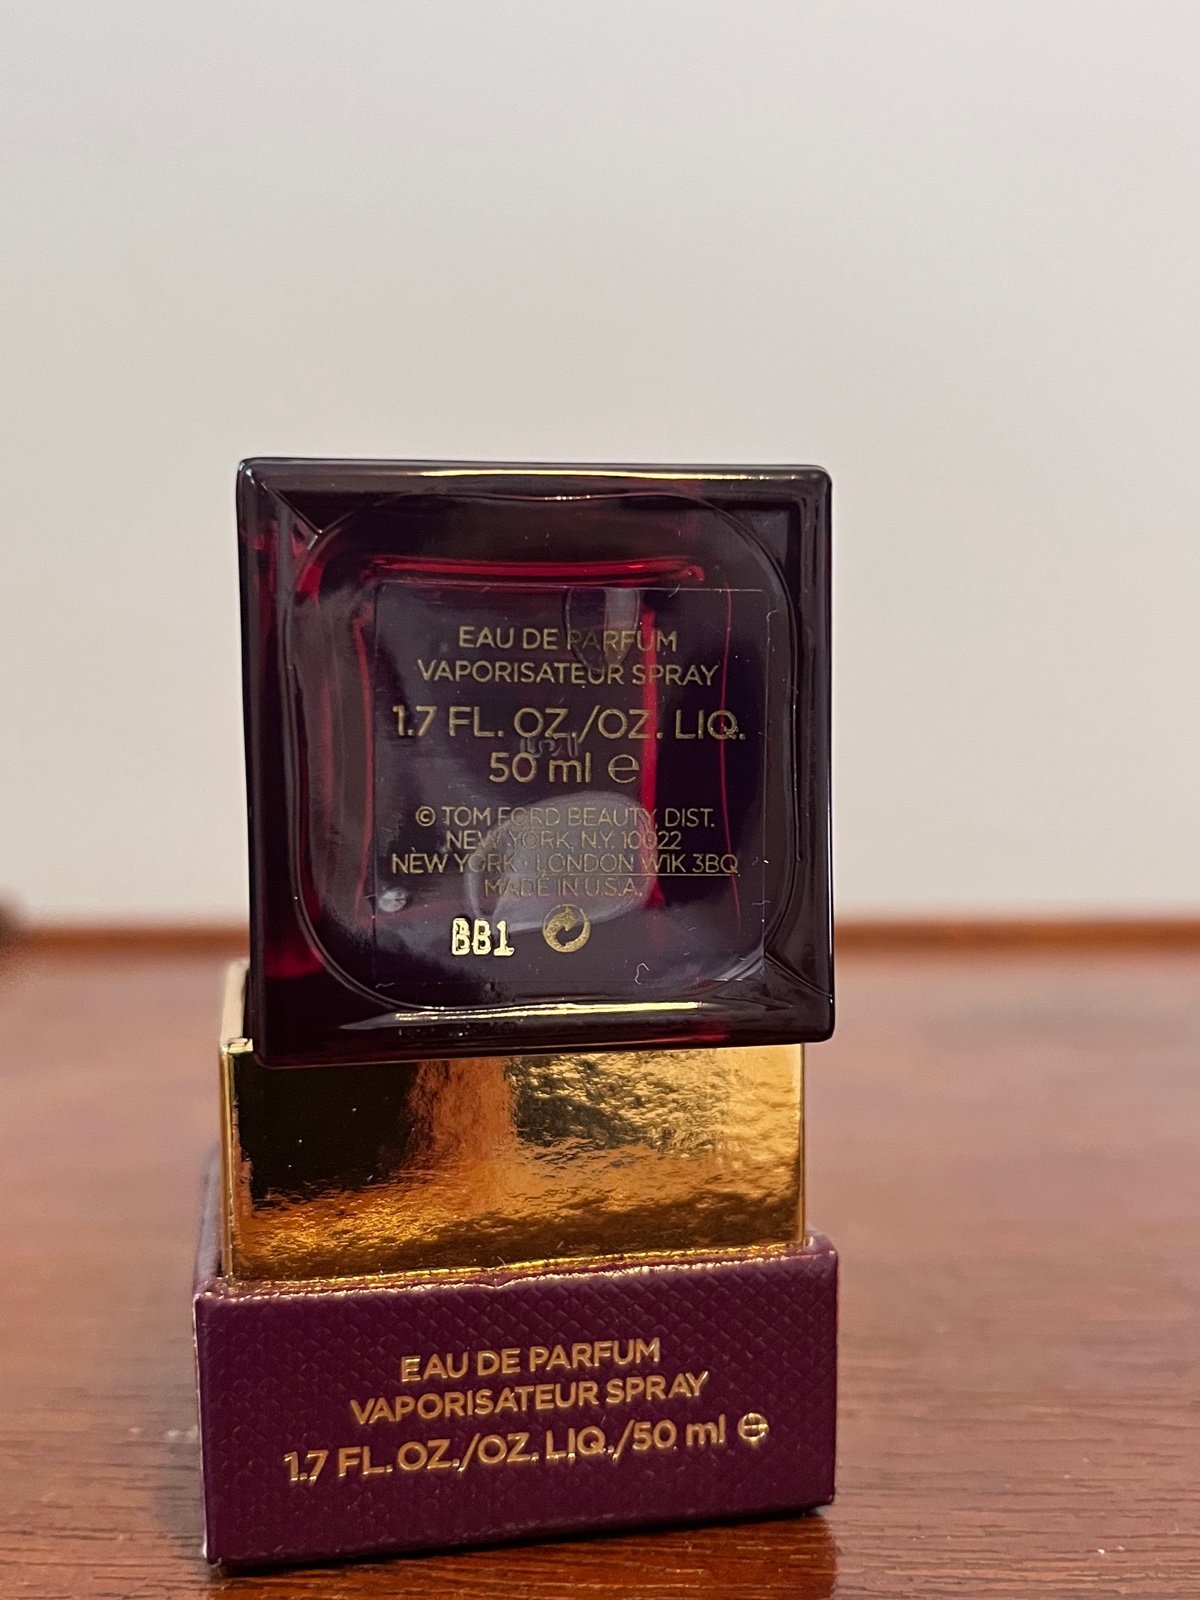 EAU DE PARFUM
VAPORISATEUR SPRAY
1.7 FL. OZ./OZ. LIQ.
50 ml ℮
© TOM FORD BEAUTY, DIST.
NEW YORK, N.Y. 10022
NEW YORK · LONDON W1K 3BQ
MADE IN U.S.A.
BB1
EAU DE PARFUM
VAPORISATEUR SPRAY
1.7 FL. OZ./OZ. LIQ./50 ml ℮